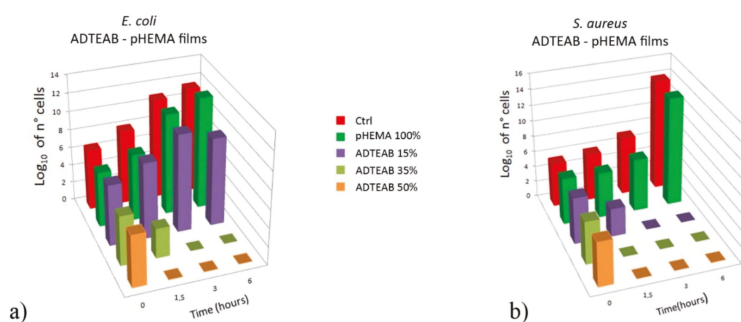 E. coli
ADTEAB - pHEMA films
Log10 of n° cells
14
12
10
8
6
4
2
0
0
1,5
3
6
Time (hours)
a)
Ctrl
pHEMA 100%
ADTEAB 15%
ADTEAB 35%
ADTEAB 50%
S. aureus
ADTEAB - pHEMA films
Log10 of n° cells
16
14
12
10
8
6
4
2
0
0
1,5
3
6
Time(hours)
b)